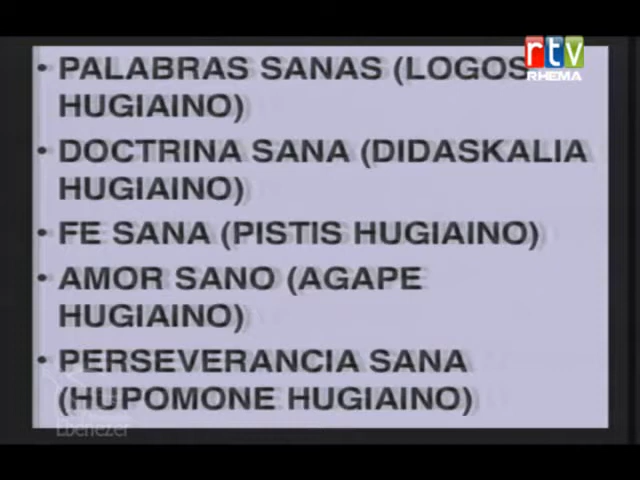 rtv
RHEMA
• PALABRAS SANAS (LOGOS
HUGIAINO)
• DOCTRINA SANA (DIDASKALIA
HUGIAINO)
• FE SANA (PISTIS HUGIAINO)
• AMOR SANO (AGAPE
HUGIAINO)
• PERSEVERANCIA SANA
(HUPOMONE HUGIAINO)
Ebenezer